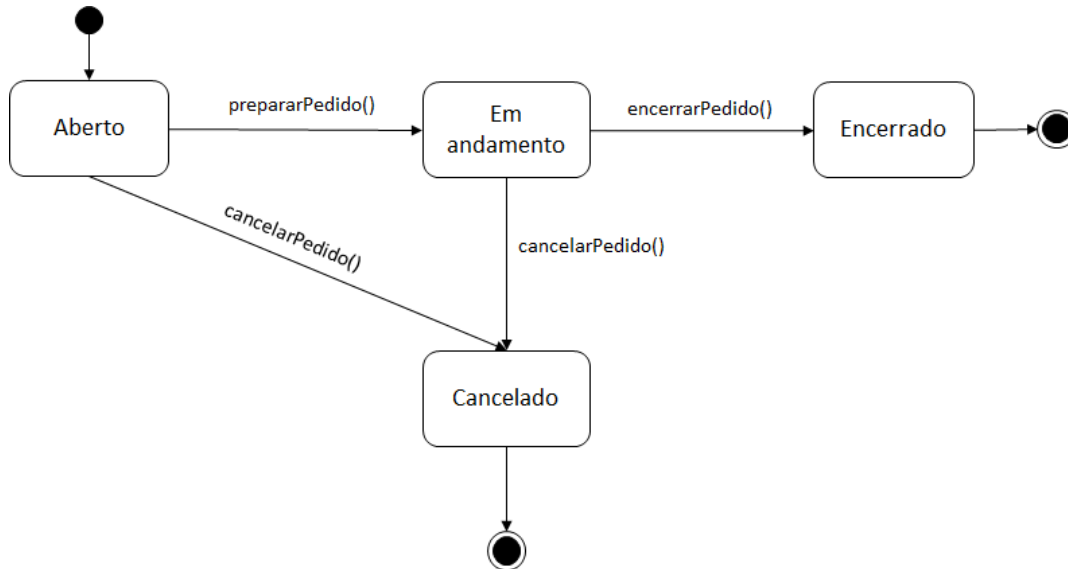 Aberto
prepararPedido()
Em
andamento
encerrarPedido()
Encerrado
cancelarPedido()
cancelarPedido()
Cancelado